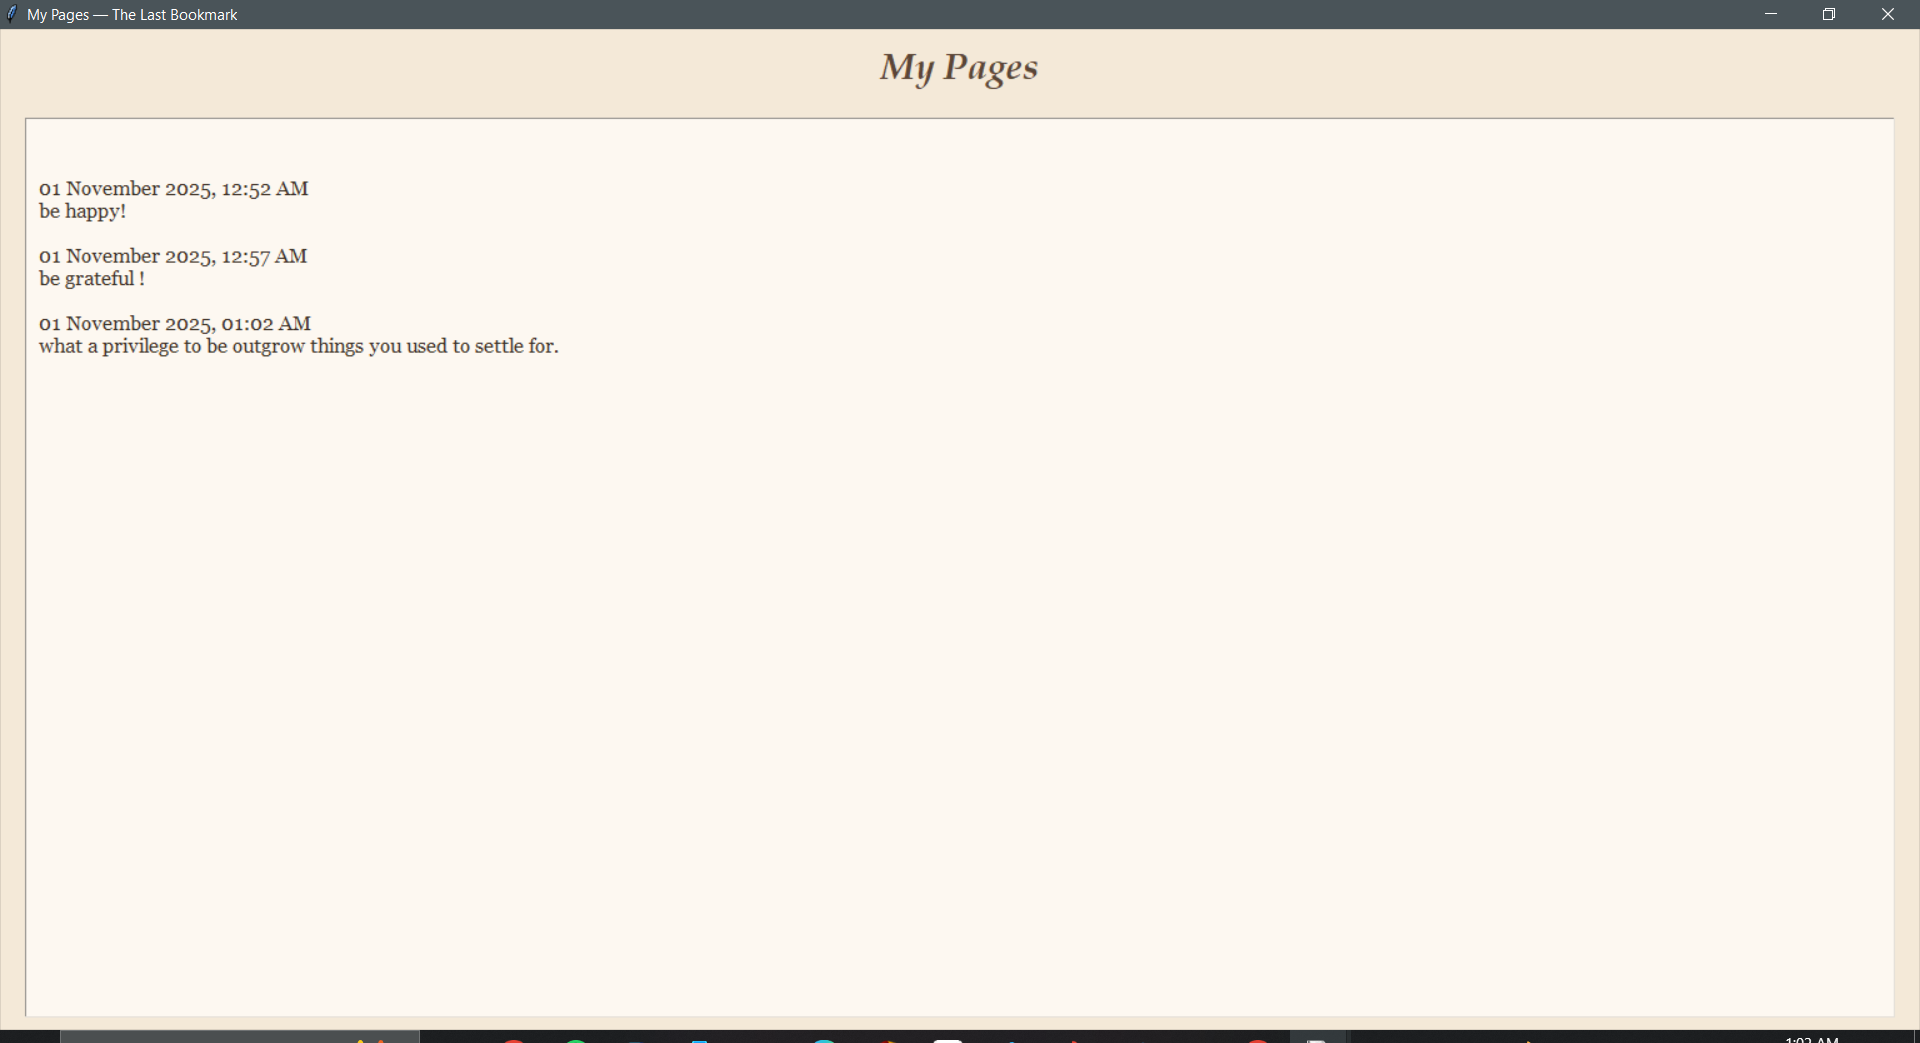 My Pages — The Last Bookmark
My Pages
01 November 2025, 12:52 AM
be happy!
01 November 2025, 12:57 AM
be grateful !
01 November 2025, 01:02 AM
what a privilege to be outgrow things you used to settle for.